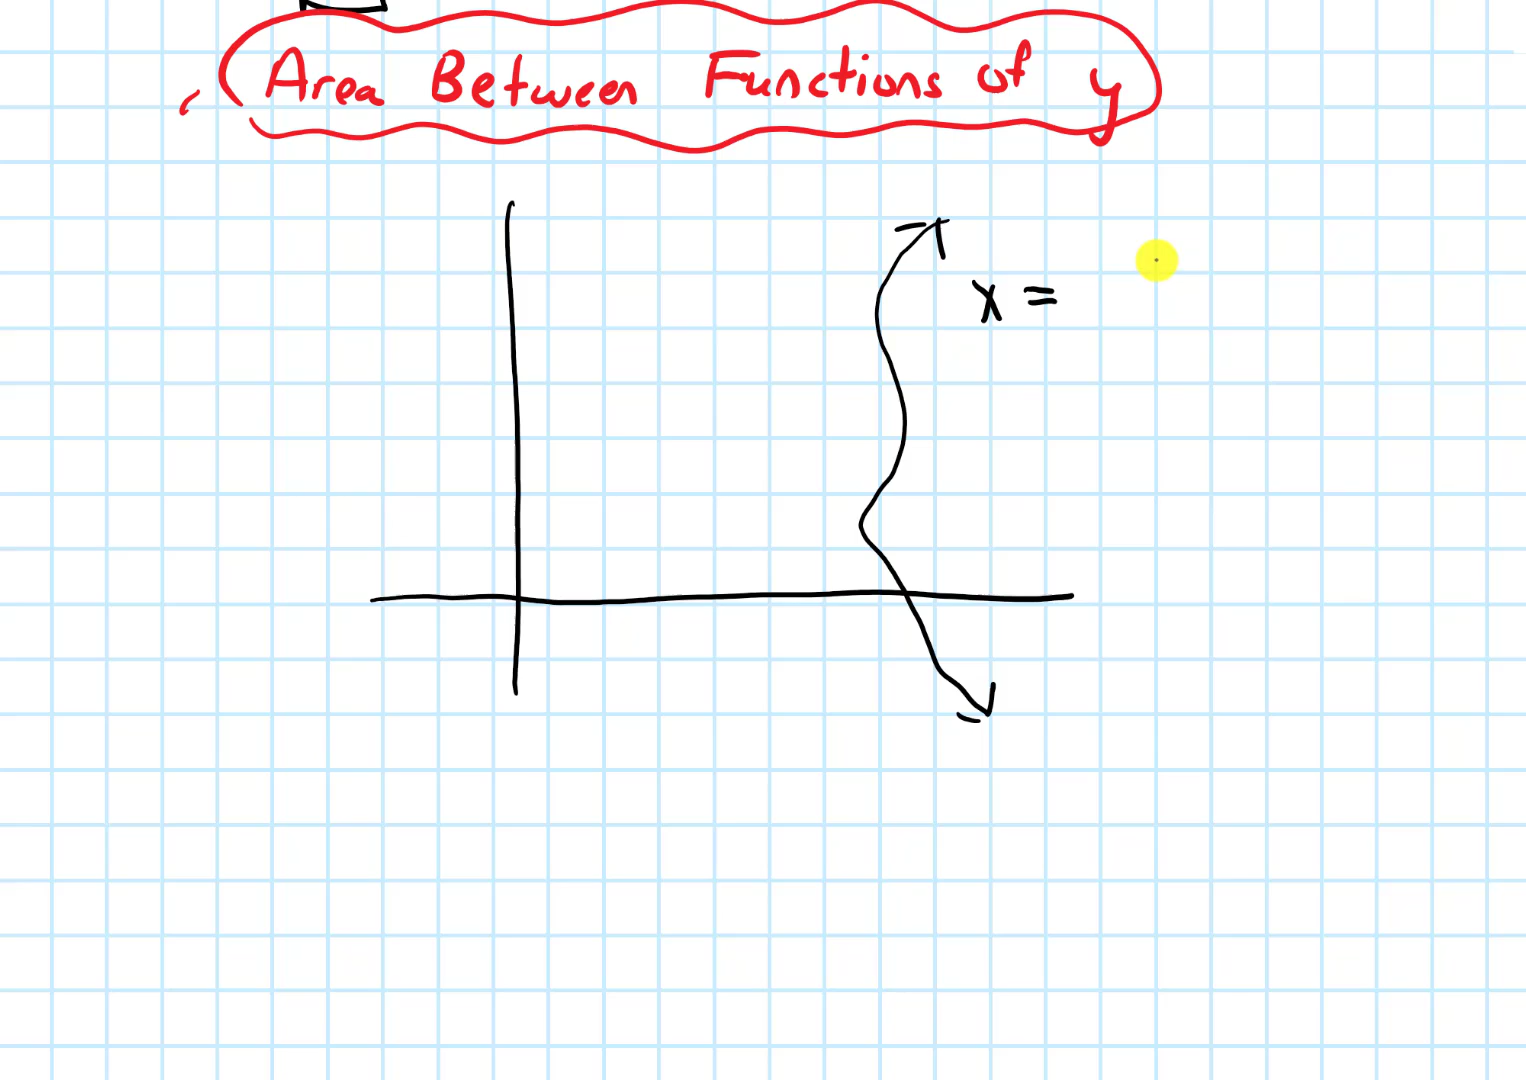 Area Between Functions of y
x =